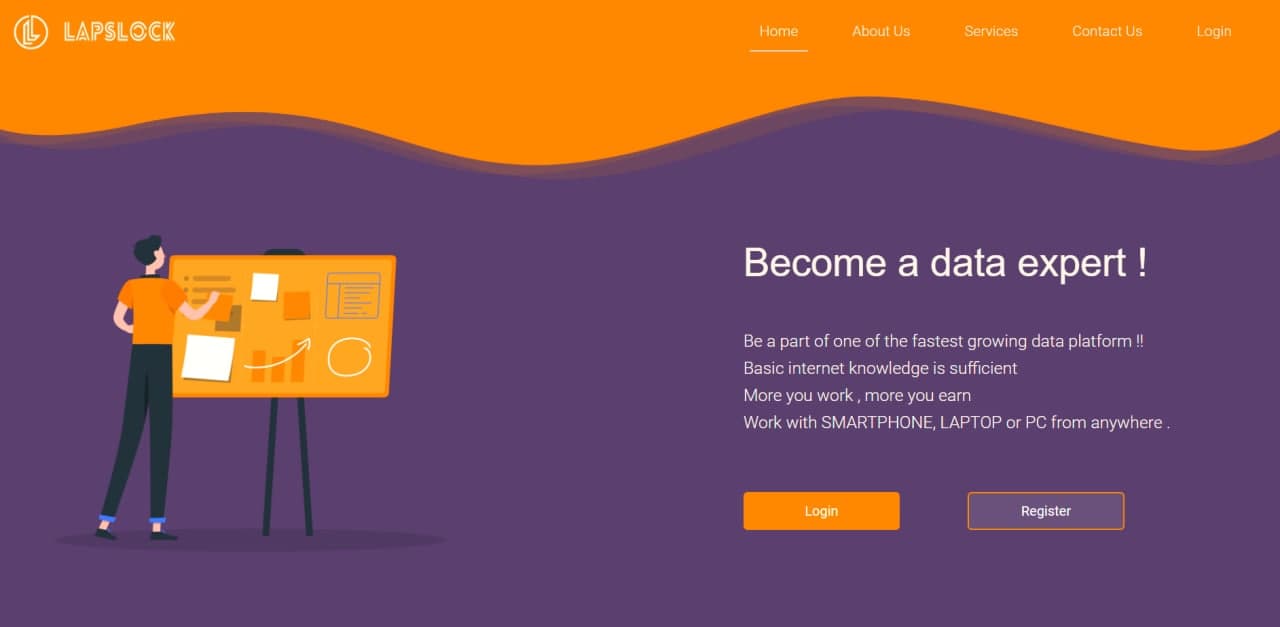 LAPSLOCK
Home About Us Services Contact Us Login
Become a data expert !
Be a part of one of the fastest growing data platform !!
Basic internet knowledge is sufficient
More you work , more you earn
Work with SMARTPHONE, LAPTOP or PC from anywhere .
Login Register